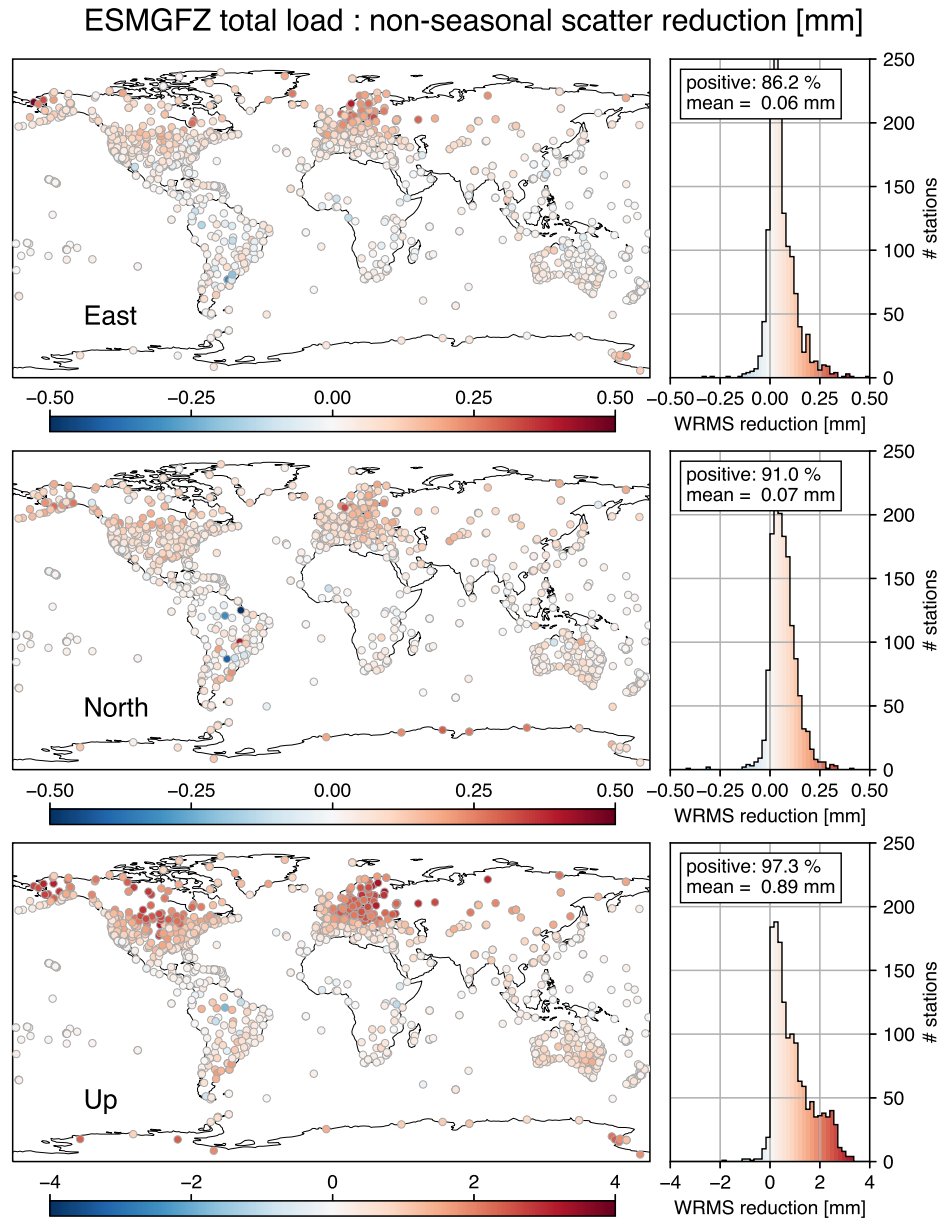 ESMGFZ total load : non-seasonal scatter reduction [mm]
East
−0.50 −0.25 0.00 0.25 0.50
positive: 86.2 %
mean = 0.06 mm
250
200
150
100
50
0
# stations
−0.50 −0.25 0.00 0.25 0.50
WRMS reduction [mm]
North
−0.50 −0.25 0.00 0.25 0.50
positive: 91.0 %
mean = 0.07 mm
250
200
150
100
50
0
# stations
−0.50 −0.25 0.00 0.25 0.50
WRMS reduction [mm]
Up
−4 −2 0 2 4
positive: 97.3 %
mean = 0.89 mm
250
200
150
100
50
0
# stations
−4 −2 0 2 4
WRMS reduction [mm]